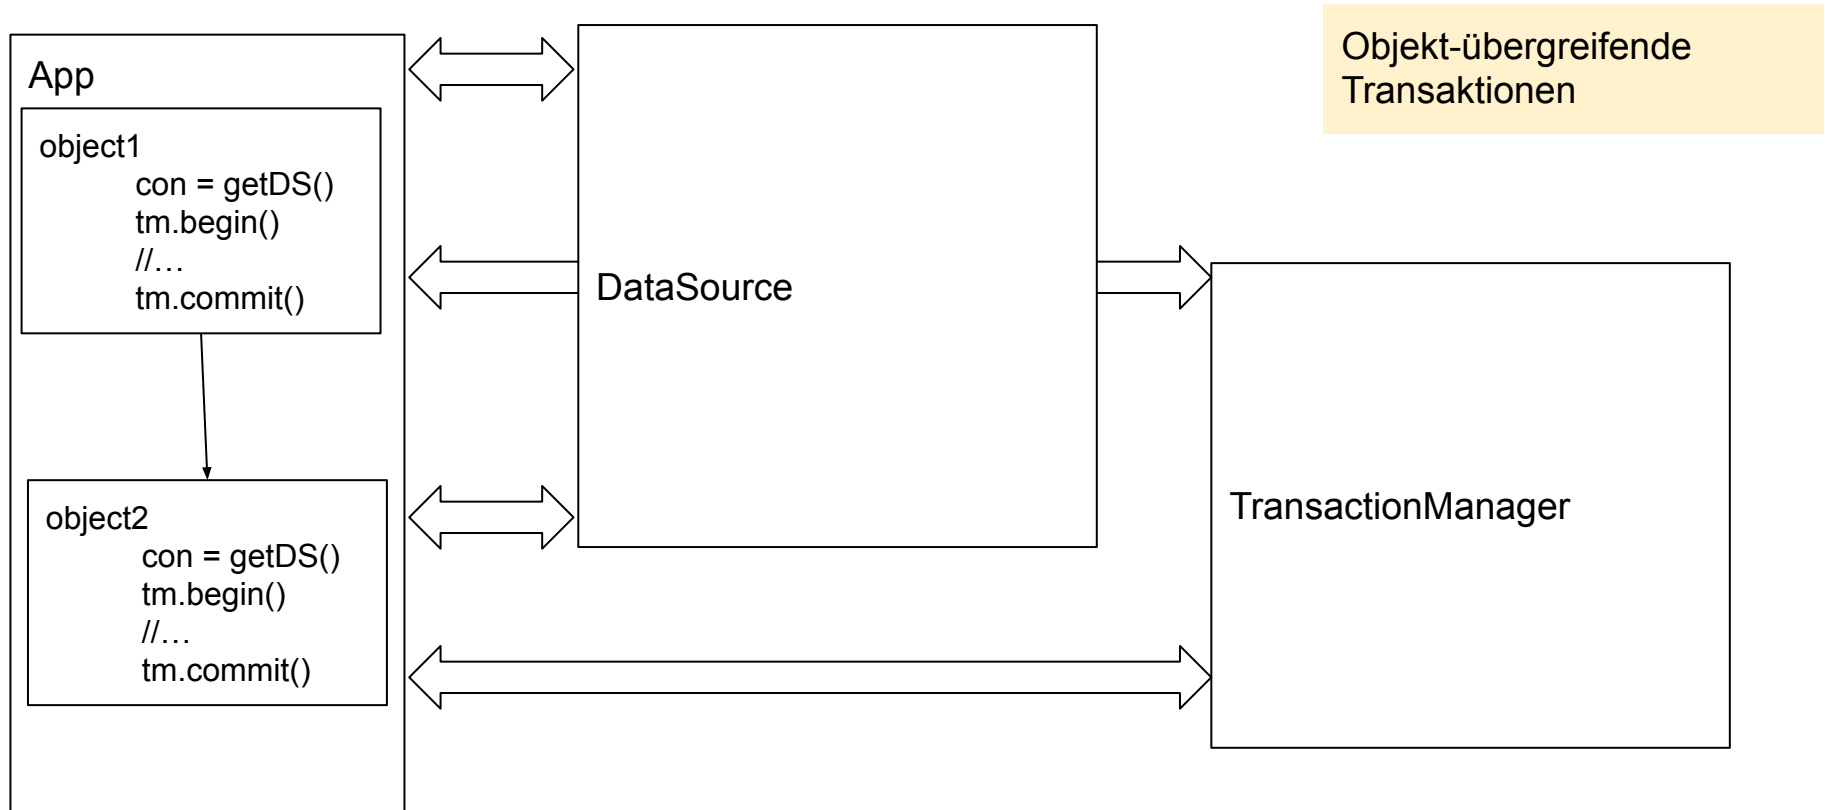 App
object1
con = getDS()
tm.begin()
//…
tm.commit()
object2
con = getDS()
tm.begin()
//…
tm.commit()
DataSource
TransactionManager
Objekt-übergreifende
Transaktionen